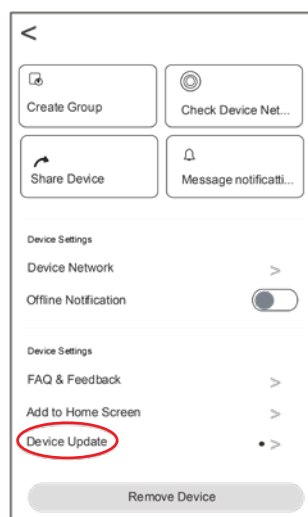 <
Create Group
Check Device Net...
Share Device
Message notificatti...
Device Settings
Device Network >
Offline Notification
Device Settings
FAQ & Feedback >
Add to Home Screen >
Device Update • >
Remove Device